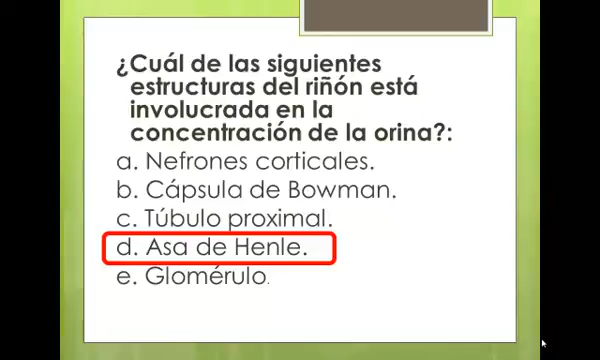 ¿Cuál de las siguientes
estructuras del riñón está
involucrada en la
concentración de la orina?:
a. Nefrones corticales.
b. Cápsula de Bowman.
c. Túbulo proximal.
d. Asa de Henle.
e. Glomérulo.